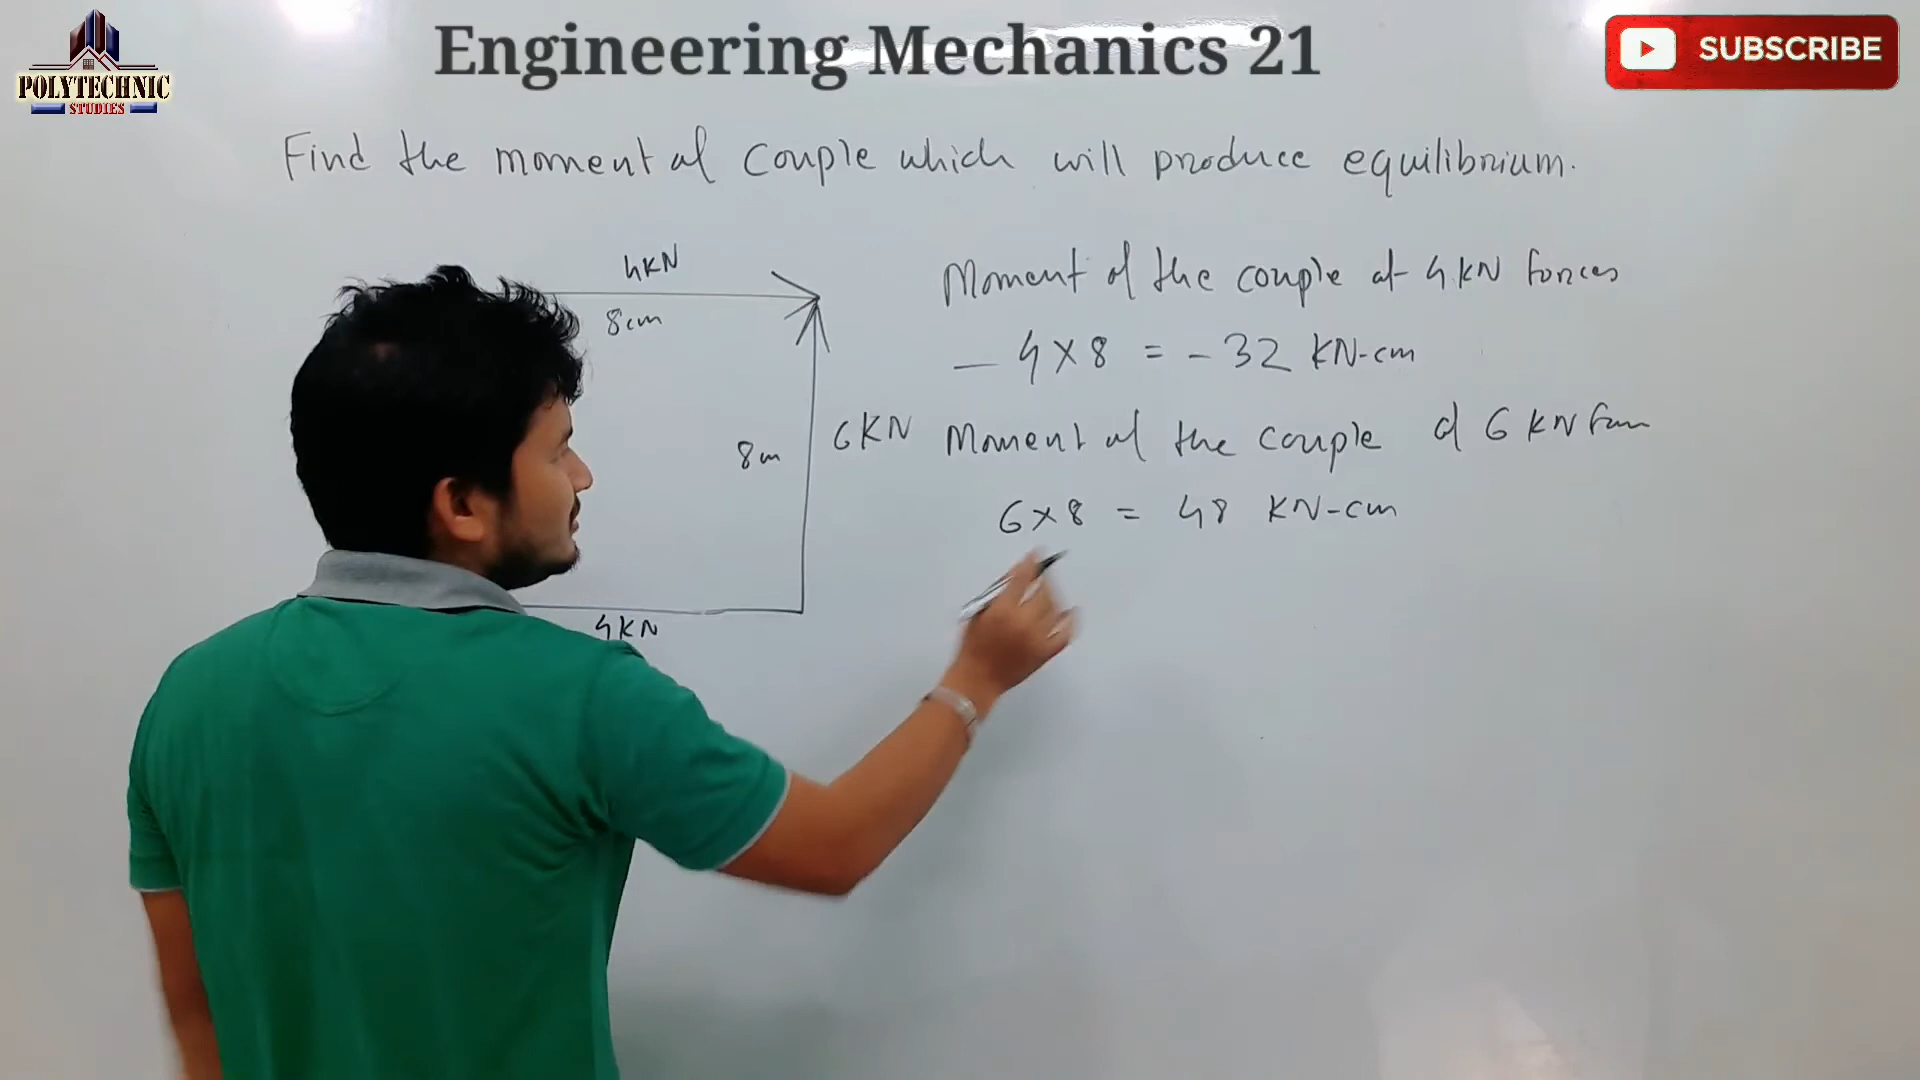 POLYTECHNIC
STUDIES
Engineering Mechanics 21
SUBSCRIBE
Find the moment of couple which will produce equilibrium.
4KN
8cm
8cm
6KN
4KN
Moment of the couple of 4KN forces
- 4×8 = - 32 KN-cm
Moment of the couple of 6 KN
6×8 = 48 KN-cm